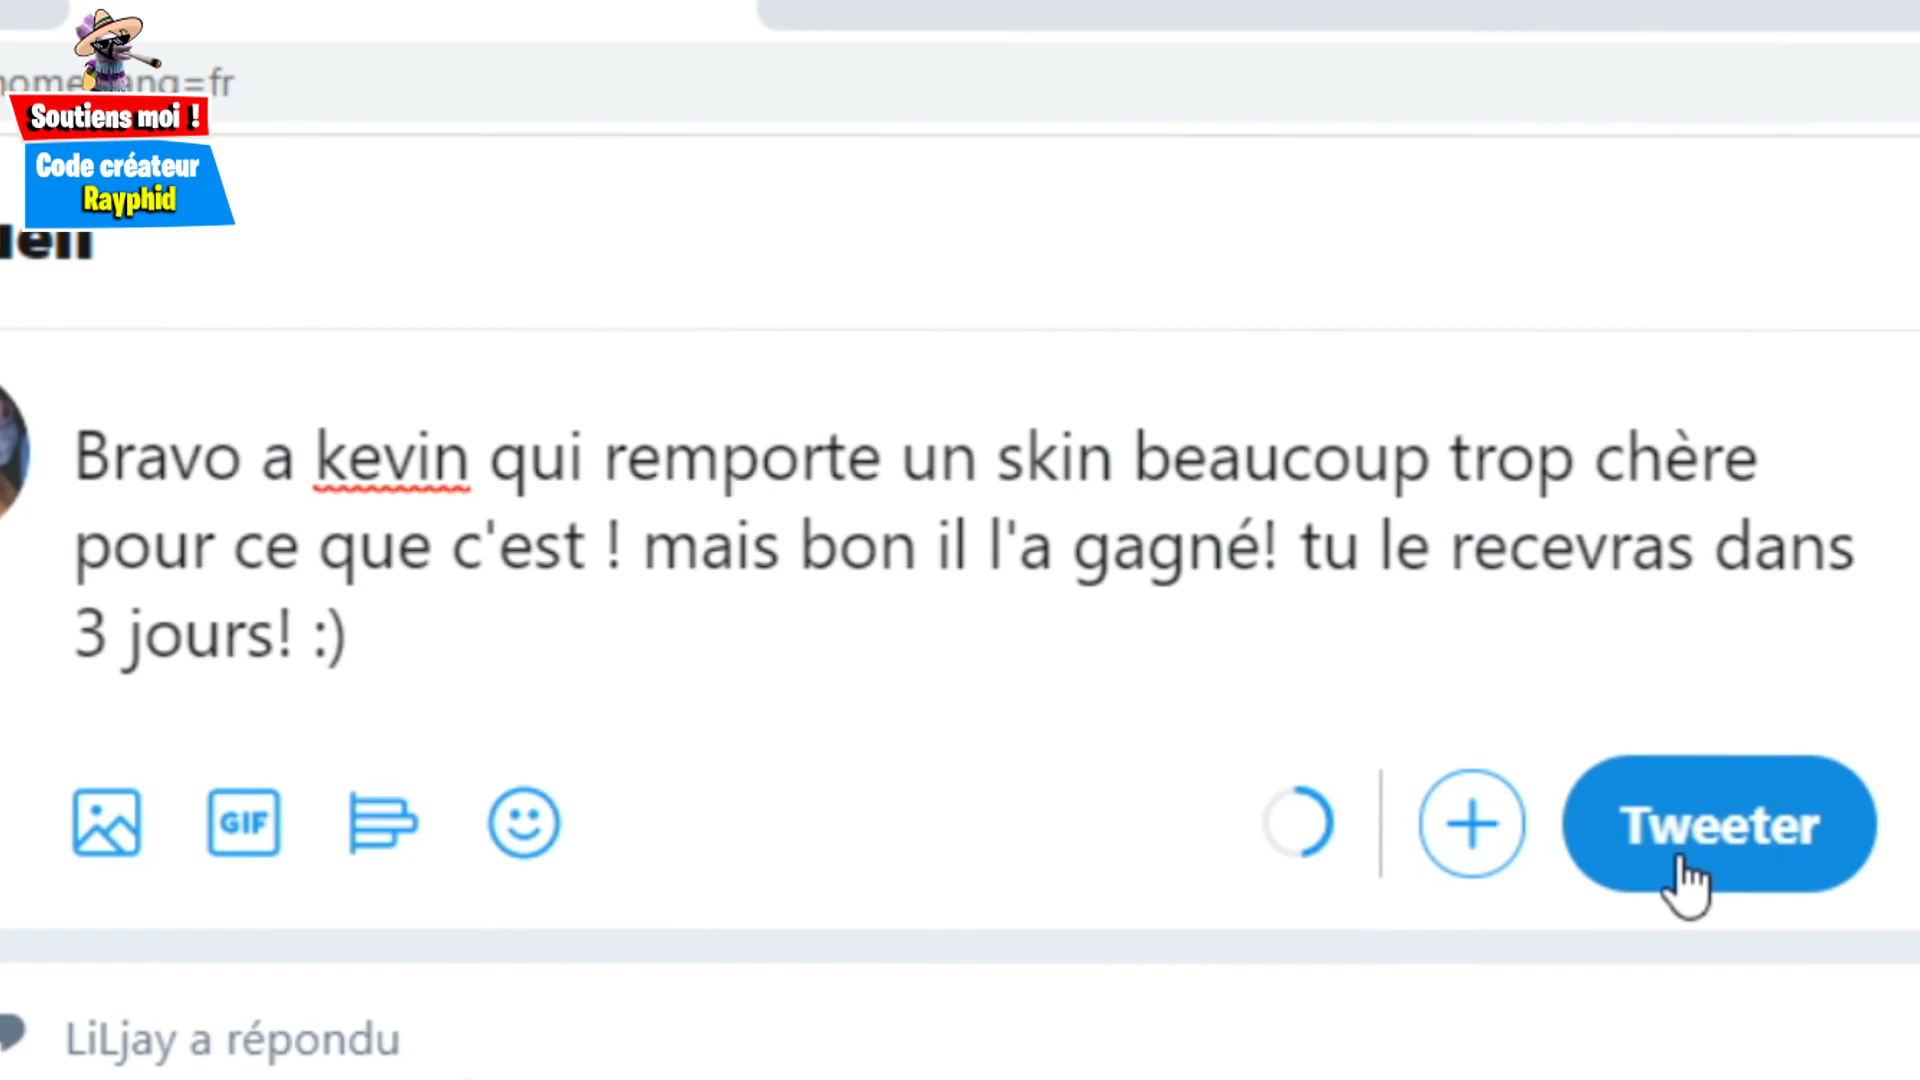 home?lang=fr
Soutiens moi !
Code créateur
Rayphid
Bravo a kevin qui remporte un skin beaucoup trop chère
pour ce que c'est ! mais bon il l'a gagné! tu le recevras dans
3 jours! :)
GIF
Tweeter
LiLjay a répondu